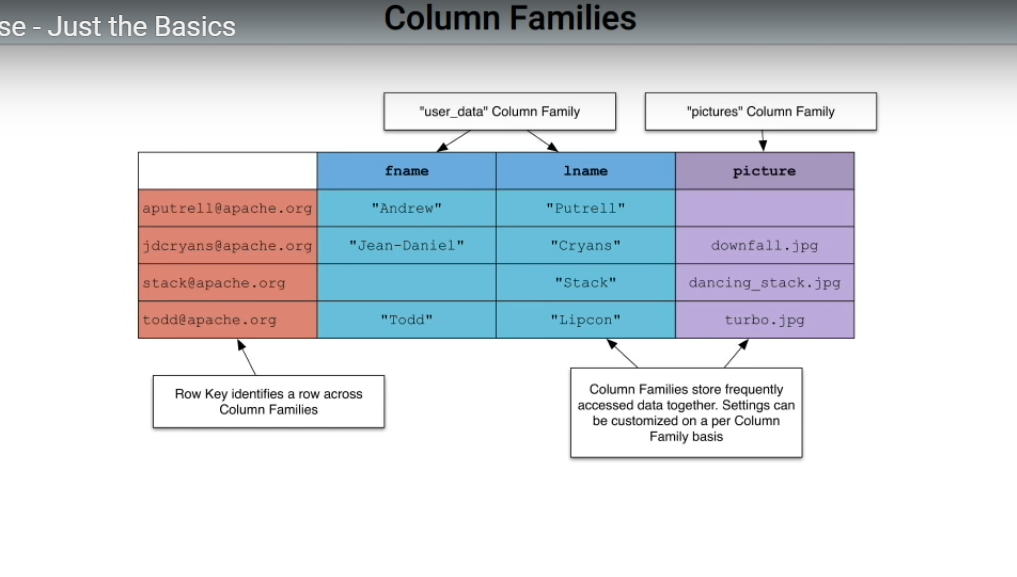 se - Just the Basics
Column Families
"user_data" Column Family
"pictures" Column Family
fname lname picture
aputrell@apache.org "Andrew" "Putrell"
jdcryans@apache.org "Jean-Daniel" "Cryans" downfall.jpg
stack@apache.org "Stack" dancing_stack.jpg
todd@apache.org "Todd" "Lipcon" turbo.jpg
Row Key identifies a row across
Column Families
Column Families store frequently
accessed data together. Settings can
be customized on a per Column
Family basis